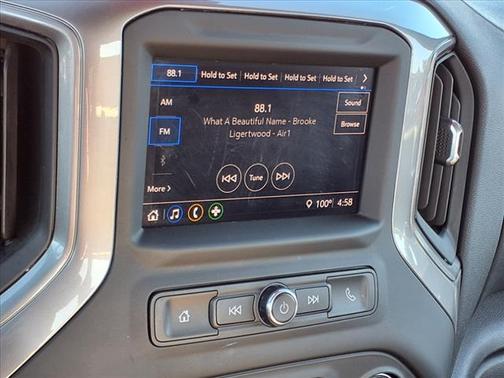 88.1 Hold to Set Hold to Set Hold to Set Hold to Set
AM
88.1
Sound
What A Beautiful Name - Brooke
Ligertwood - Air1
FM
Browse
Tune
More
100° 4:58